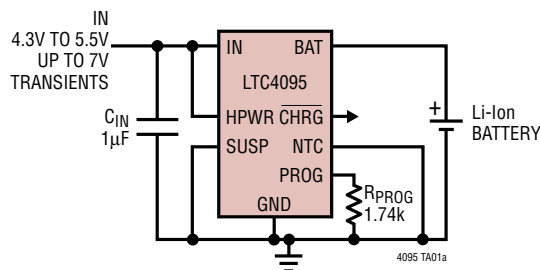 IN
4.3V TO 5.5V
UP TO 7V
TRANSIENTS
CIN
1µF
IN
BAT
LTC4095
HPWR
CHRG
SUSP
NTC
PROG
GND
RPROG
1.74k
+
Li-Ion
BATTERY
4095 TA01a